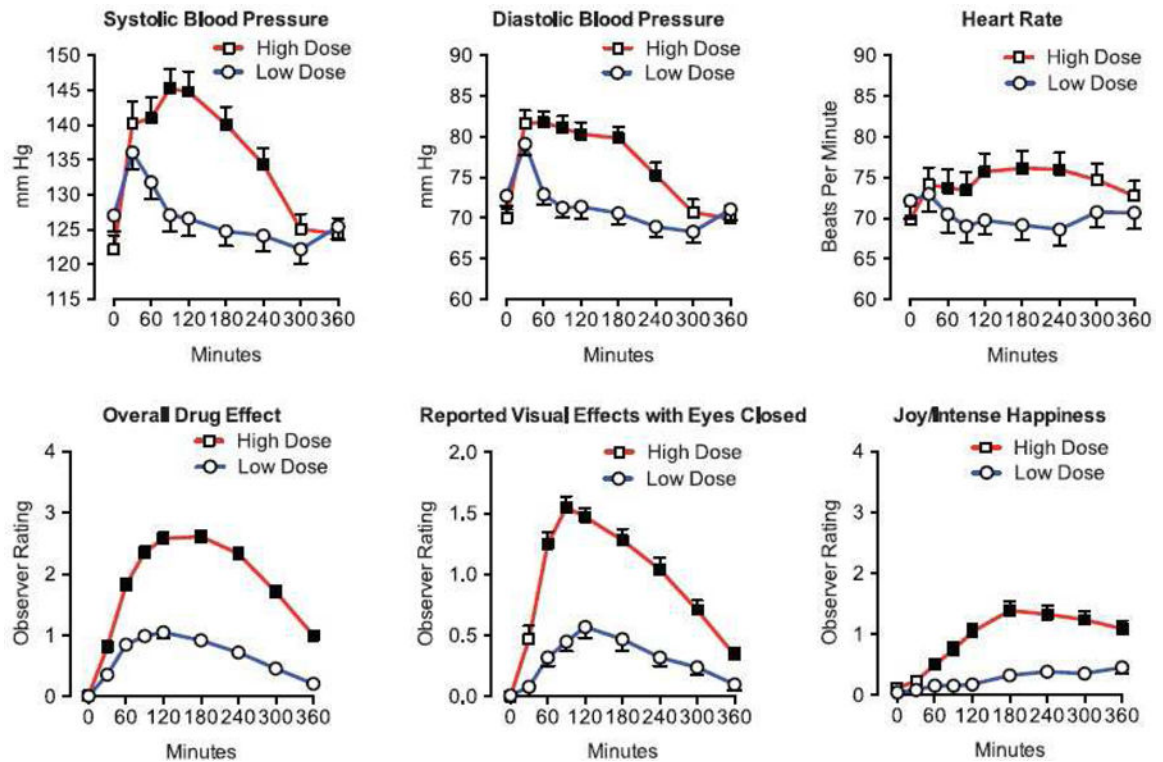 Systolic Blood Pressure
High Dose
Low Dose
150
145
140
135
130
125
120
115
mm Hg
0 60 120 180 240 300 360
Minutes
Diastolic Blood Pressure
High Dose
Low Dose
90
85
80
75
70
65
60
mm Hg
0 60 120 180 240 300 360
Minutes
Heart Rate
High Dose
Low Dose
90
85
80
75
70
65
60
Beats Per Minute
0 60 120 180 240 300 360
Minutes
Overall Drug Effect
High Dose
Low Dose
4
3
2
1
0
Observer Rating
0 60 120 180 240 300 360
Minutes
Reported Visual Effects with Eyes Closed
High Dose
Low Dose
2.0
1.5
1.0
0.5
0.0
Observer Rating
0 60 120 180 240 300 360
Minutes
Joy/Intense Happiness
High Dose
Low Dose
4
3
2
1
0
Observer Rating
0 60 120 180 240 300 360
Minutes